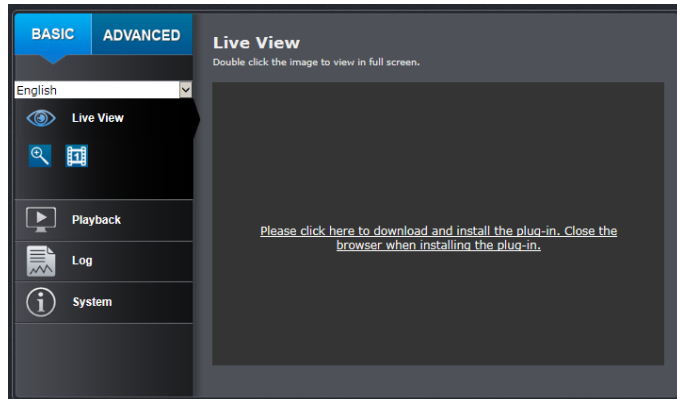 BASIC
ADVANCED
English
Live View
1
Playback
Log
System
Live View
Double click the image to view in full screen.
Please click here to download and install the plug-in. Close the
browser when installing the plug-in.